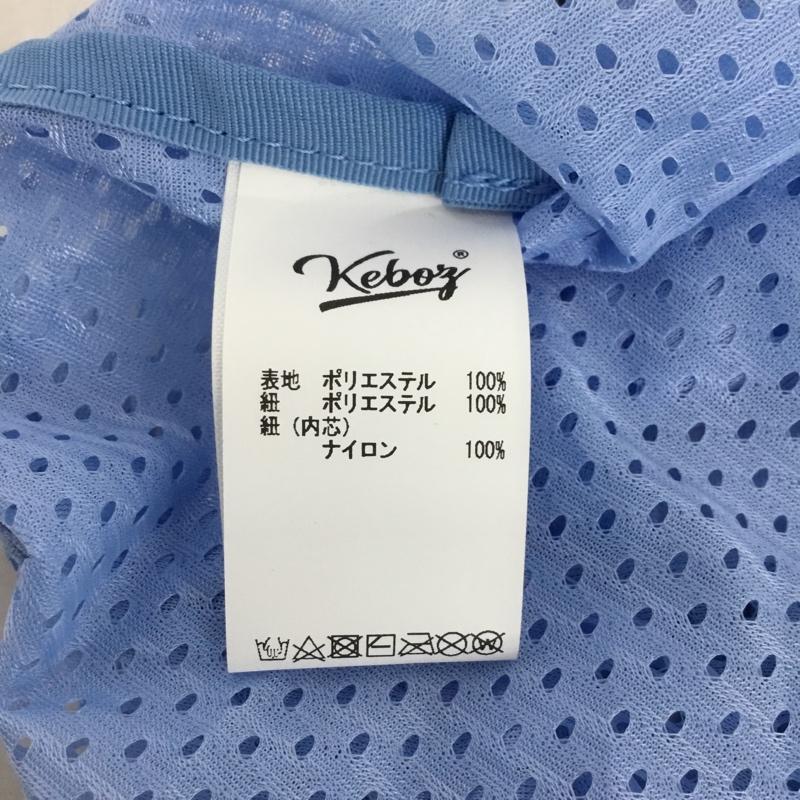 Keboz®
表地 ポリエステル 100%
紐 ポリエステル 100%
紐（内芯）
ナイロン 100%